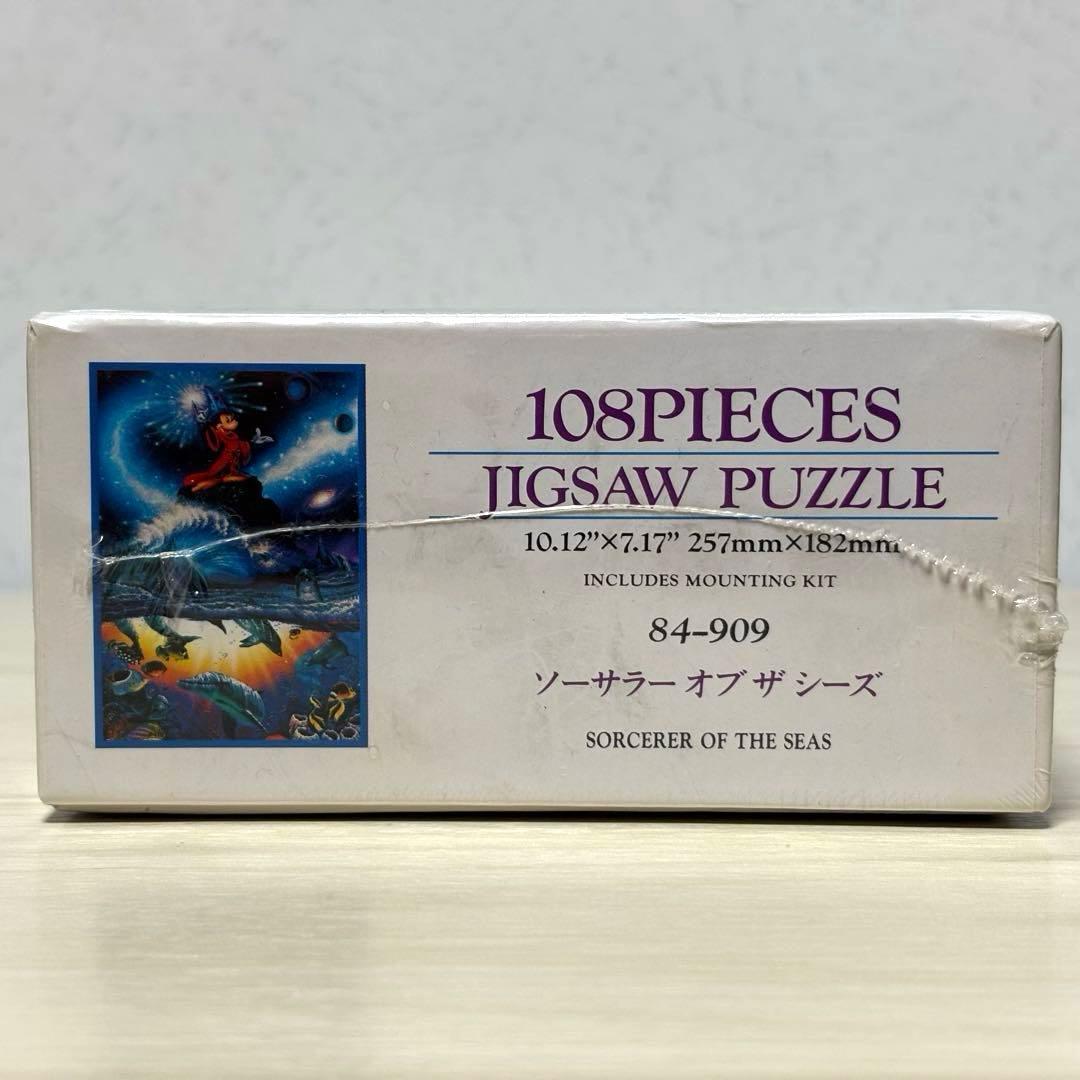 108PIECES
JIGSAW PUZZLE
10.12”×7.17” 257mm×182mm
INCLUDES MOUNTING KIT
84-909
ソーサラー オブ ザ シーズ
SORCERER OF THE SEAS